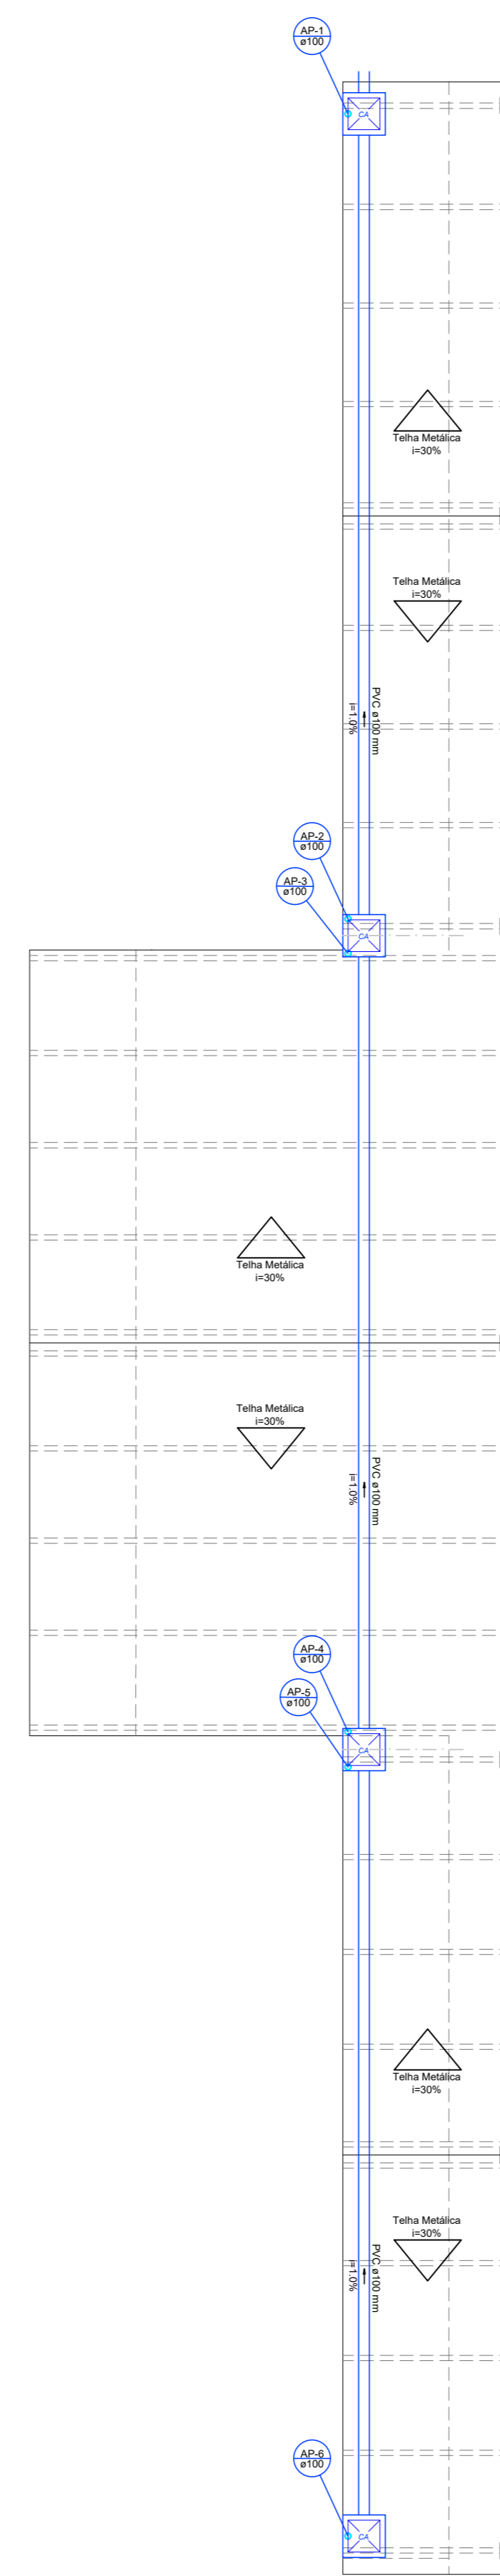 AP-1
ø100
CA
Telha Metálica
i=30%
Telha Metálica
i=30%
PVC ø100 mm
i=1.0%
AP-2
ø100
AP-3
ø100
CA
Telha Metálica
i=30%
Telha Metálica
i=30%
PVC ø100 mm
i=1.0%
AP-4
ø100
AP-5
ø100
CA
Telha Metálica
i=30%
Telha Metálica
i=30%
PVC ø100 mm
i=1.0%
AP-6
ø100
CA